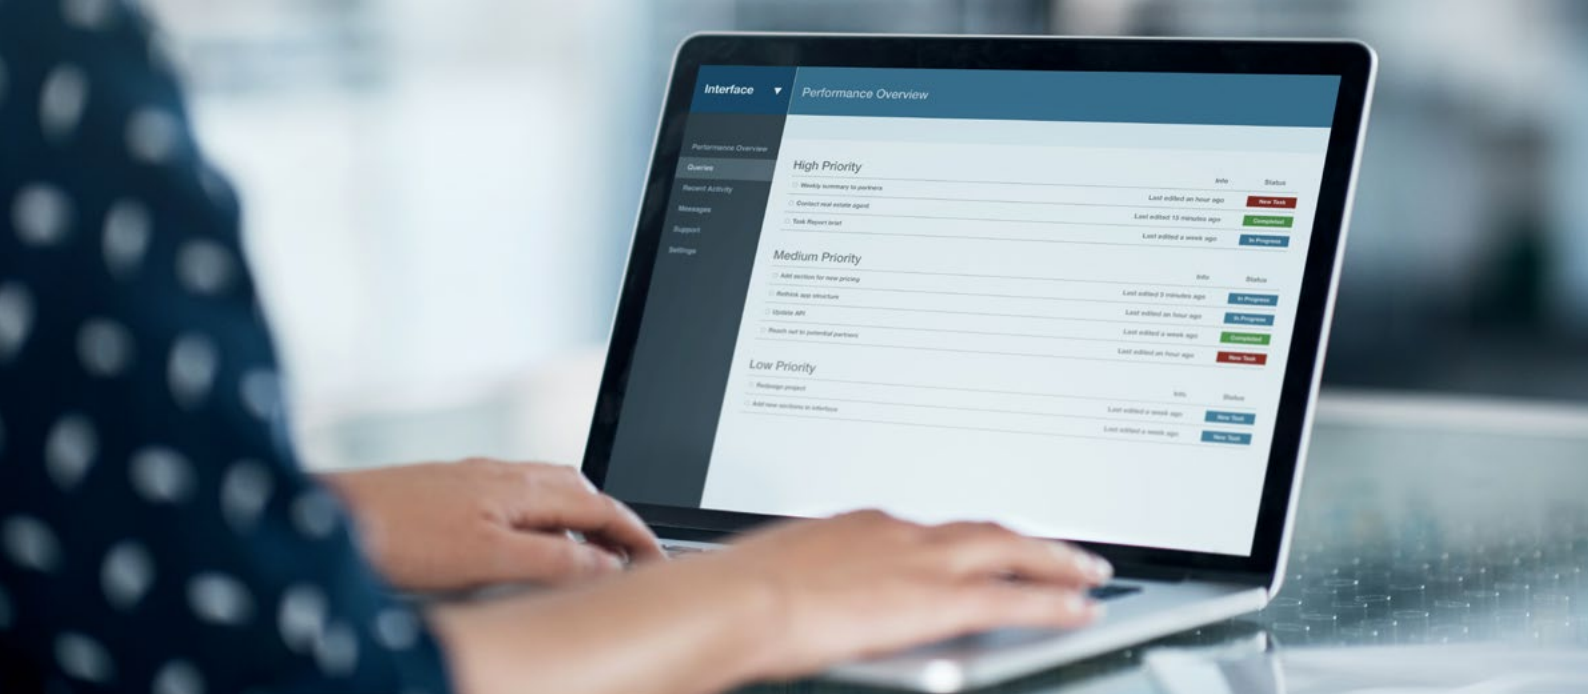 Interface ▼
Performance Overview
Performance Overview
Queries
Recent Activity
Messages
Support
Settings
High Priority Info Status
Weekly summary to partners Last edited an hour ago New Task
Contact real estate agent Last edited 15 minutes ago Completed
Task Report brief Last edited a week ago In Progress
Medium Priority Info Status
Add section for new pricing Last edited 5 minutes ago In Progress
Rethink app structure Last edited an hour ago In Progress
Update API Last edited a week ago Completed
Reach out to potential partners Last edited an hour ago New Task
Low Priority Info Status
Redesign project Last edited a week ago New Task
Add new sections to interface Last edited a week ago New Task